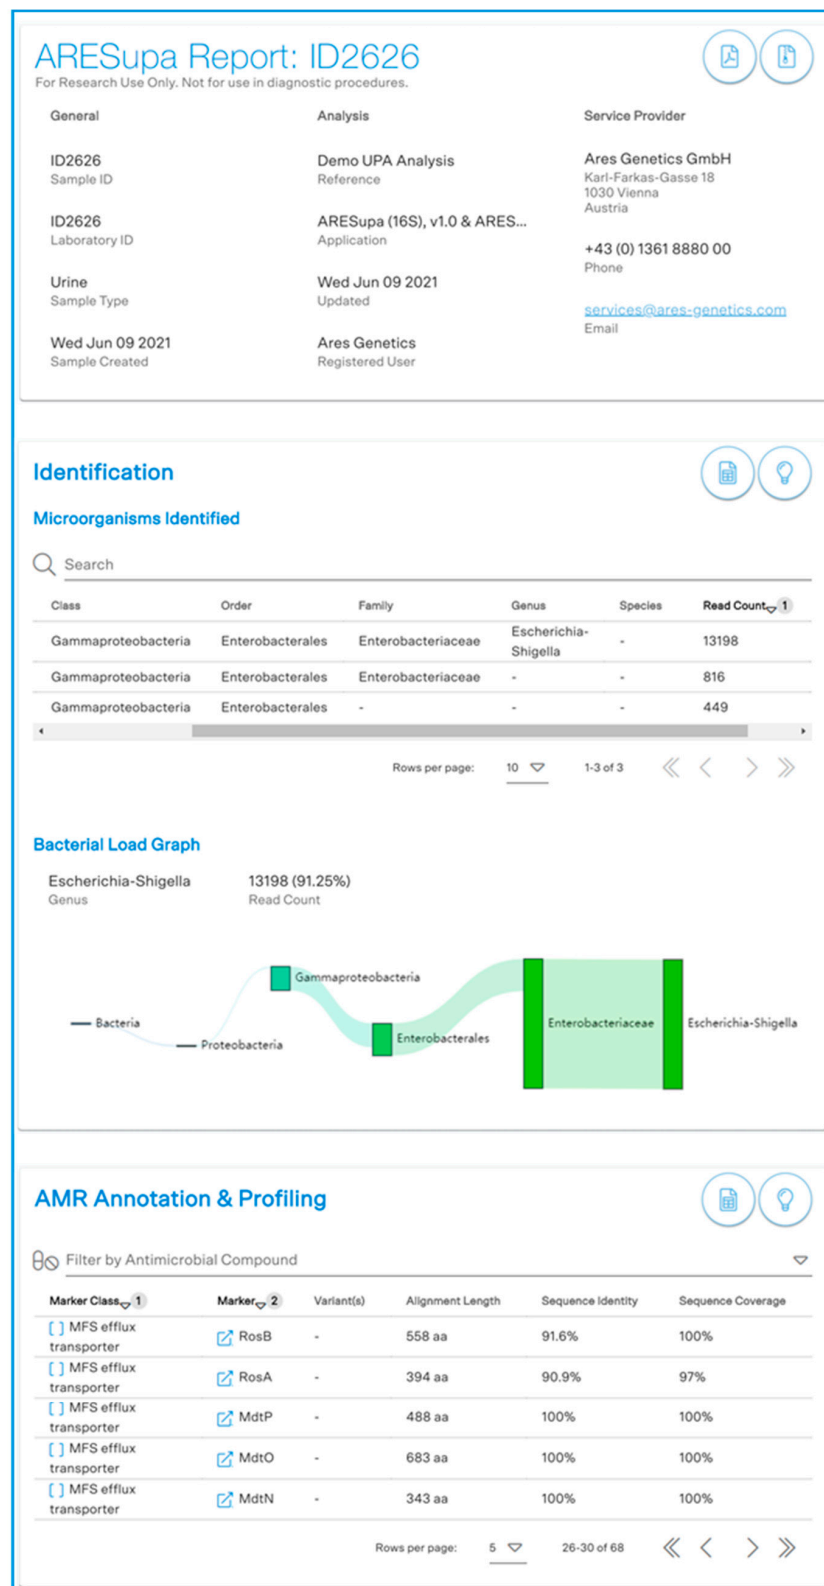 ARESupa Report: ID2626
For Research Use Only. Not for use in diagnostic procedures.
General
Analysis
Service Provider
ID2626
Sample ID
Demo UPA Analysis
Reference
Ares Genetics GmbH
Karl-Farkas-Gasse 18
1030 Vienna
Austria
ID2626
Laboratory ID
ARESupa (16S), v1.0 & ARES...
Application
+43 (0) 1361 8880 00
Phone
Urine
Sample Type
Wed Jun 09 2021
Updated
services@ares-genetics.com
Email
Wed Jun 09 2021
Sample Created
Ares Genetics
Registered User
Identification
Microorganisms Identified
Search
Class Order Family Genus Species Read Count 1
Gammaproteobacteria Enterobacterales Enterobacteriaceae Escherichia-
Shigella - 13198
Gammaproteobacteria Enterobacterales Enterobacteriaceae - - 816
Gammaproteobacteria Enterobacterales - - - 449
Rows per page: 10 1-3 of 3
Bacterial Load Graph
Escherichia-Shigella 13198 (91.25%)
Genus Read Count
Gammaproteobacteria
Bacteria
Enterobacteriaceae
Escherichia-Shigella
Enterobacterales
Proteobacteria
AMR Annotation & Profiling
Filter by Antimicrobial Compound
Marker Class 1 Marker 2 Variant(s) Alignment Length Sequence Identity Sequence Coverage
[ ] MFS efflux
transporter RosB - 558 aa 91.6% 100%
[ ] MFS efflux
transporter RosA - 394 aa 90.9% 97%
[ ] MFS efflux
transporter MdtP - 488 aa 100% 100%
[ ] MFS efflux
transporter MdtO - 683 aa 100% 100%
[ ] MFS efflux
transporter MdtN - 343 aa 100% 100%
Rows per page: 5 26-30 of 68